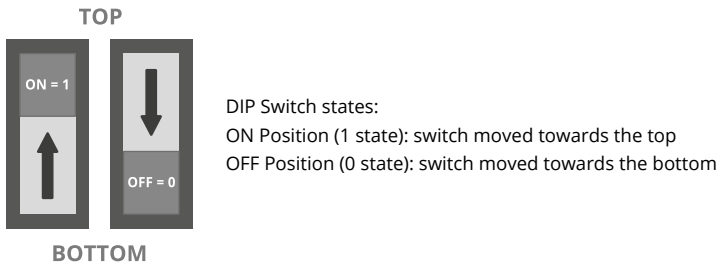 TOP
ON = 1
OFF = 0
BOTTOM
DIP Switch states:
ON Position (1 state): switch moved towards the top
OFF Position (0 state): switch moved towards the bottom